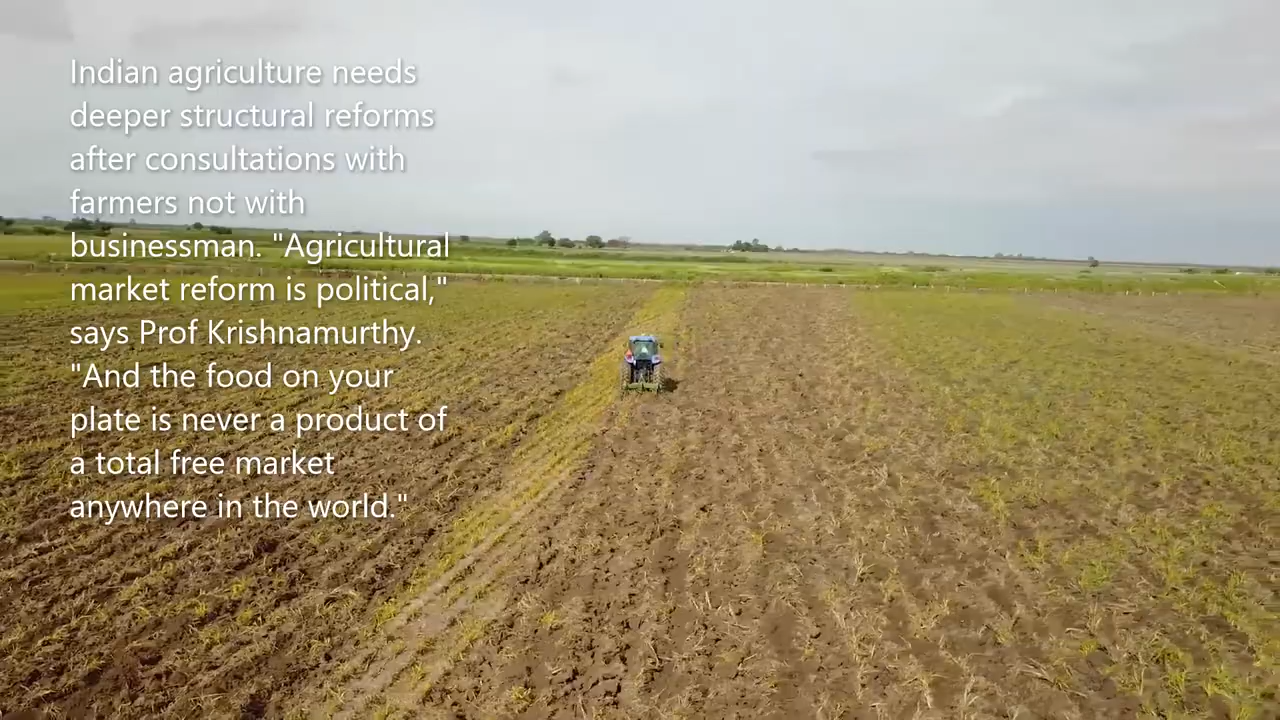 Indian agriculture needs
deeper structural reforms
after consultations with
farmers not with
businessman. "Agricultural
market reform is political,"
says Prof Krishnamurthy.
"And the food on your
plate is never a product of
a total free market
anywhere in the world."